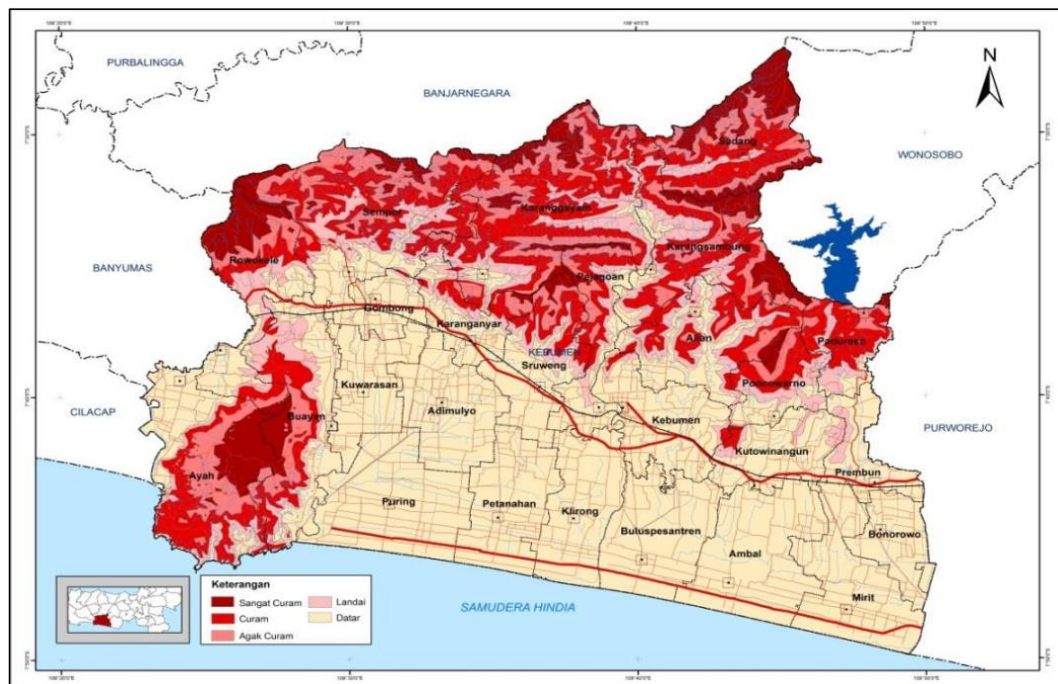 PURBALINGGA
BANJARNEGARA
N
WONOSOBO
Sadang
Sempor
Karanggayam
Karangsambung
BANYUMAS
Rowokele
Pejagoan
Gombong
Karanganyar
Alian
Padureso
KEBUMEN
Sruweng
Poncowarno
Kuwarasan
CILACAP
Adimulyo
Buayan
Kebumen
PURWOREJO
Kutowinangun
Prembun
Ayah
Puring
Petanahan
Klirong
Buluspesantren
Bonorowo
Ambal
Mirit
SAMUDERA HINDIA
Keterangan
Sangat Curam
Landai
Curam
Datar
Agak Curam